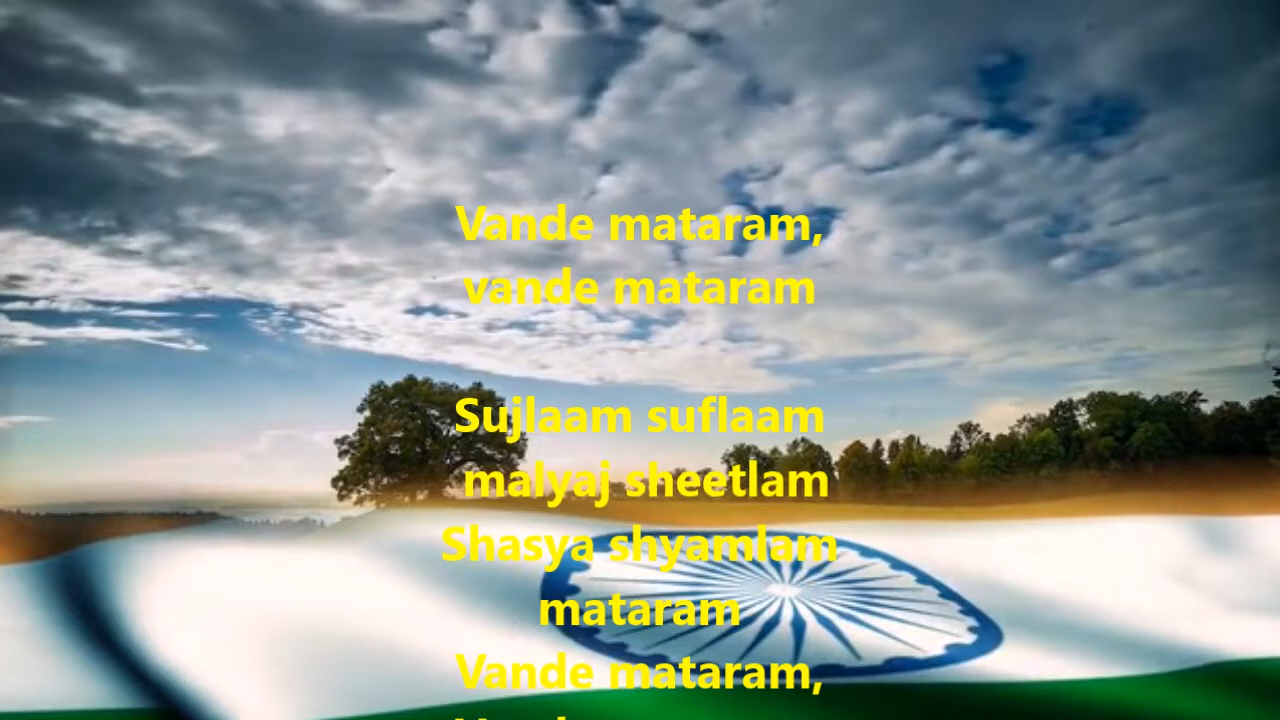 Vande mataram,
vande mataram
Sujlaam suflaam
malyaj sheetlam
Shasya shyamlam
mataram
Vande mataram,